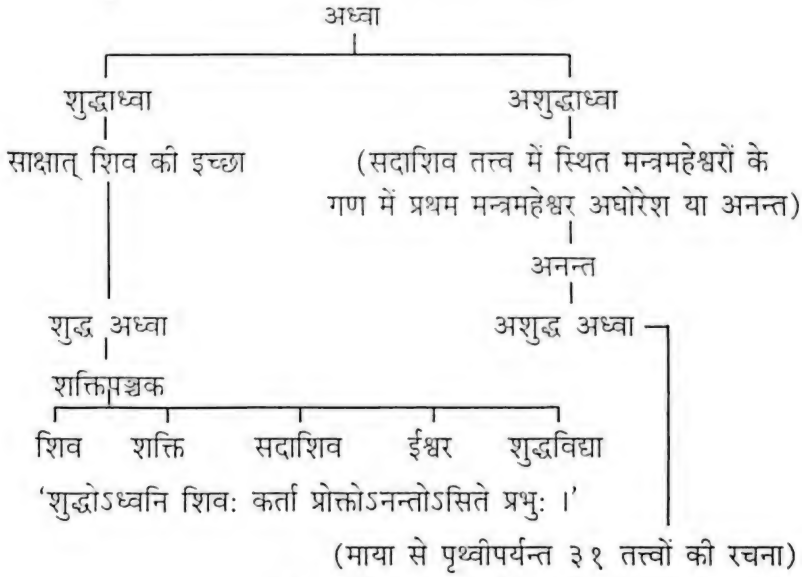 अध्वा
शुद्धाध्वा अशुद्धाध्वा
साक्षात् शिव की इच्छा (सदाशिव तत्त्व में स्थित मन्त्रमहेश्वरों के
गण में प्रथम मन्त्रमहेश्वर अघोरेश या अनन्त)
अनन्त
शुद्ध अध्वा अशुद्ध अध्वा
शक्तिपञ्चक
शिव शक्ति सदाशिव ईश्वर शुद्धविद्या
‘शुद्धोऽध्वनि शिवः कर्ता प्रोक्तोऽनन्तोऽसिते प्रभुः ।’
(माया से पृथ्वीपर्यन्त ३१ तत्त्वों की रचना)